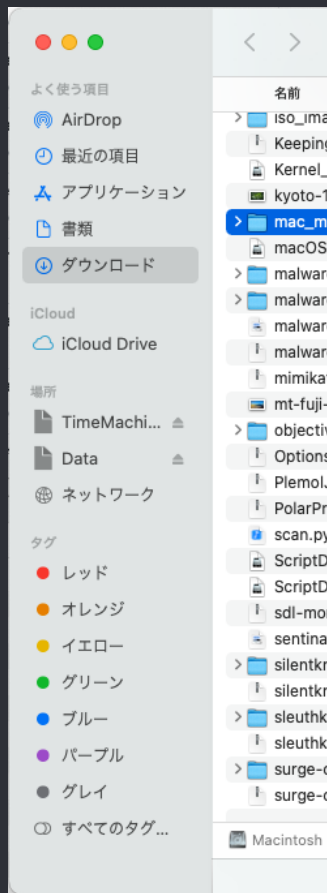 よく使う項目
AirDrop
最近の項目
アプリケーション
書類
ダウンロード
iCloud
iCloud Drive
場所
TimeMachi...
Data
ネットワーク
タグ
レッド
オレンジ
イエロー
グリーン
ブルー
パープル
グレイ
すべてのタグ...
名前
iso_ima
Keeping
Kernel_
kyoto-1
mac_m
macOS
malwar
malwar
malwar
malwar
mimika
mt-fuji-
objectiv
Options
PlemolJ
PolarPr
scan.py
ScriptD
ScriptD
sdl-mo
sentina
silentkr
silentkr
sleuthk
sleuthk
surge-c
surge-c
Macintosh